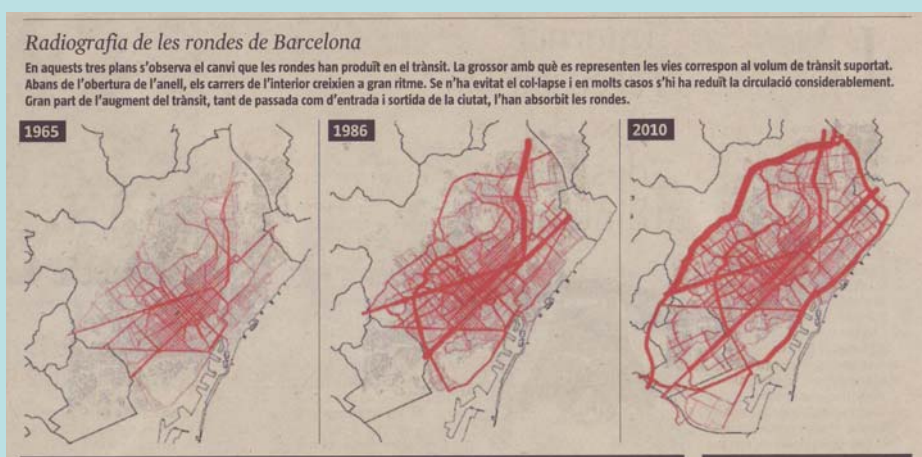 Radiografia de les rondes de Barcelona
En aquests tres plans s'observa el canvi que les rondes han produït en el trànsit. La grossor amb què es representen les vies correspon al volum de trànsit suportat.
Abans de l'obertura de l'anell, els carrers de l'interior creixien a gran ritme. Se n'ha evitat el col·lapse i en molts casos s'hi ha reduït la circulació considerablement.
Gran part de l'augment del trànsit, tant de passada com d'entrada i sortida de la ciutat, l'han absorbit les rondes.
1965 1986 2010